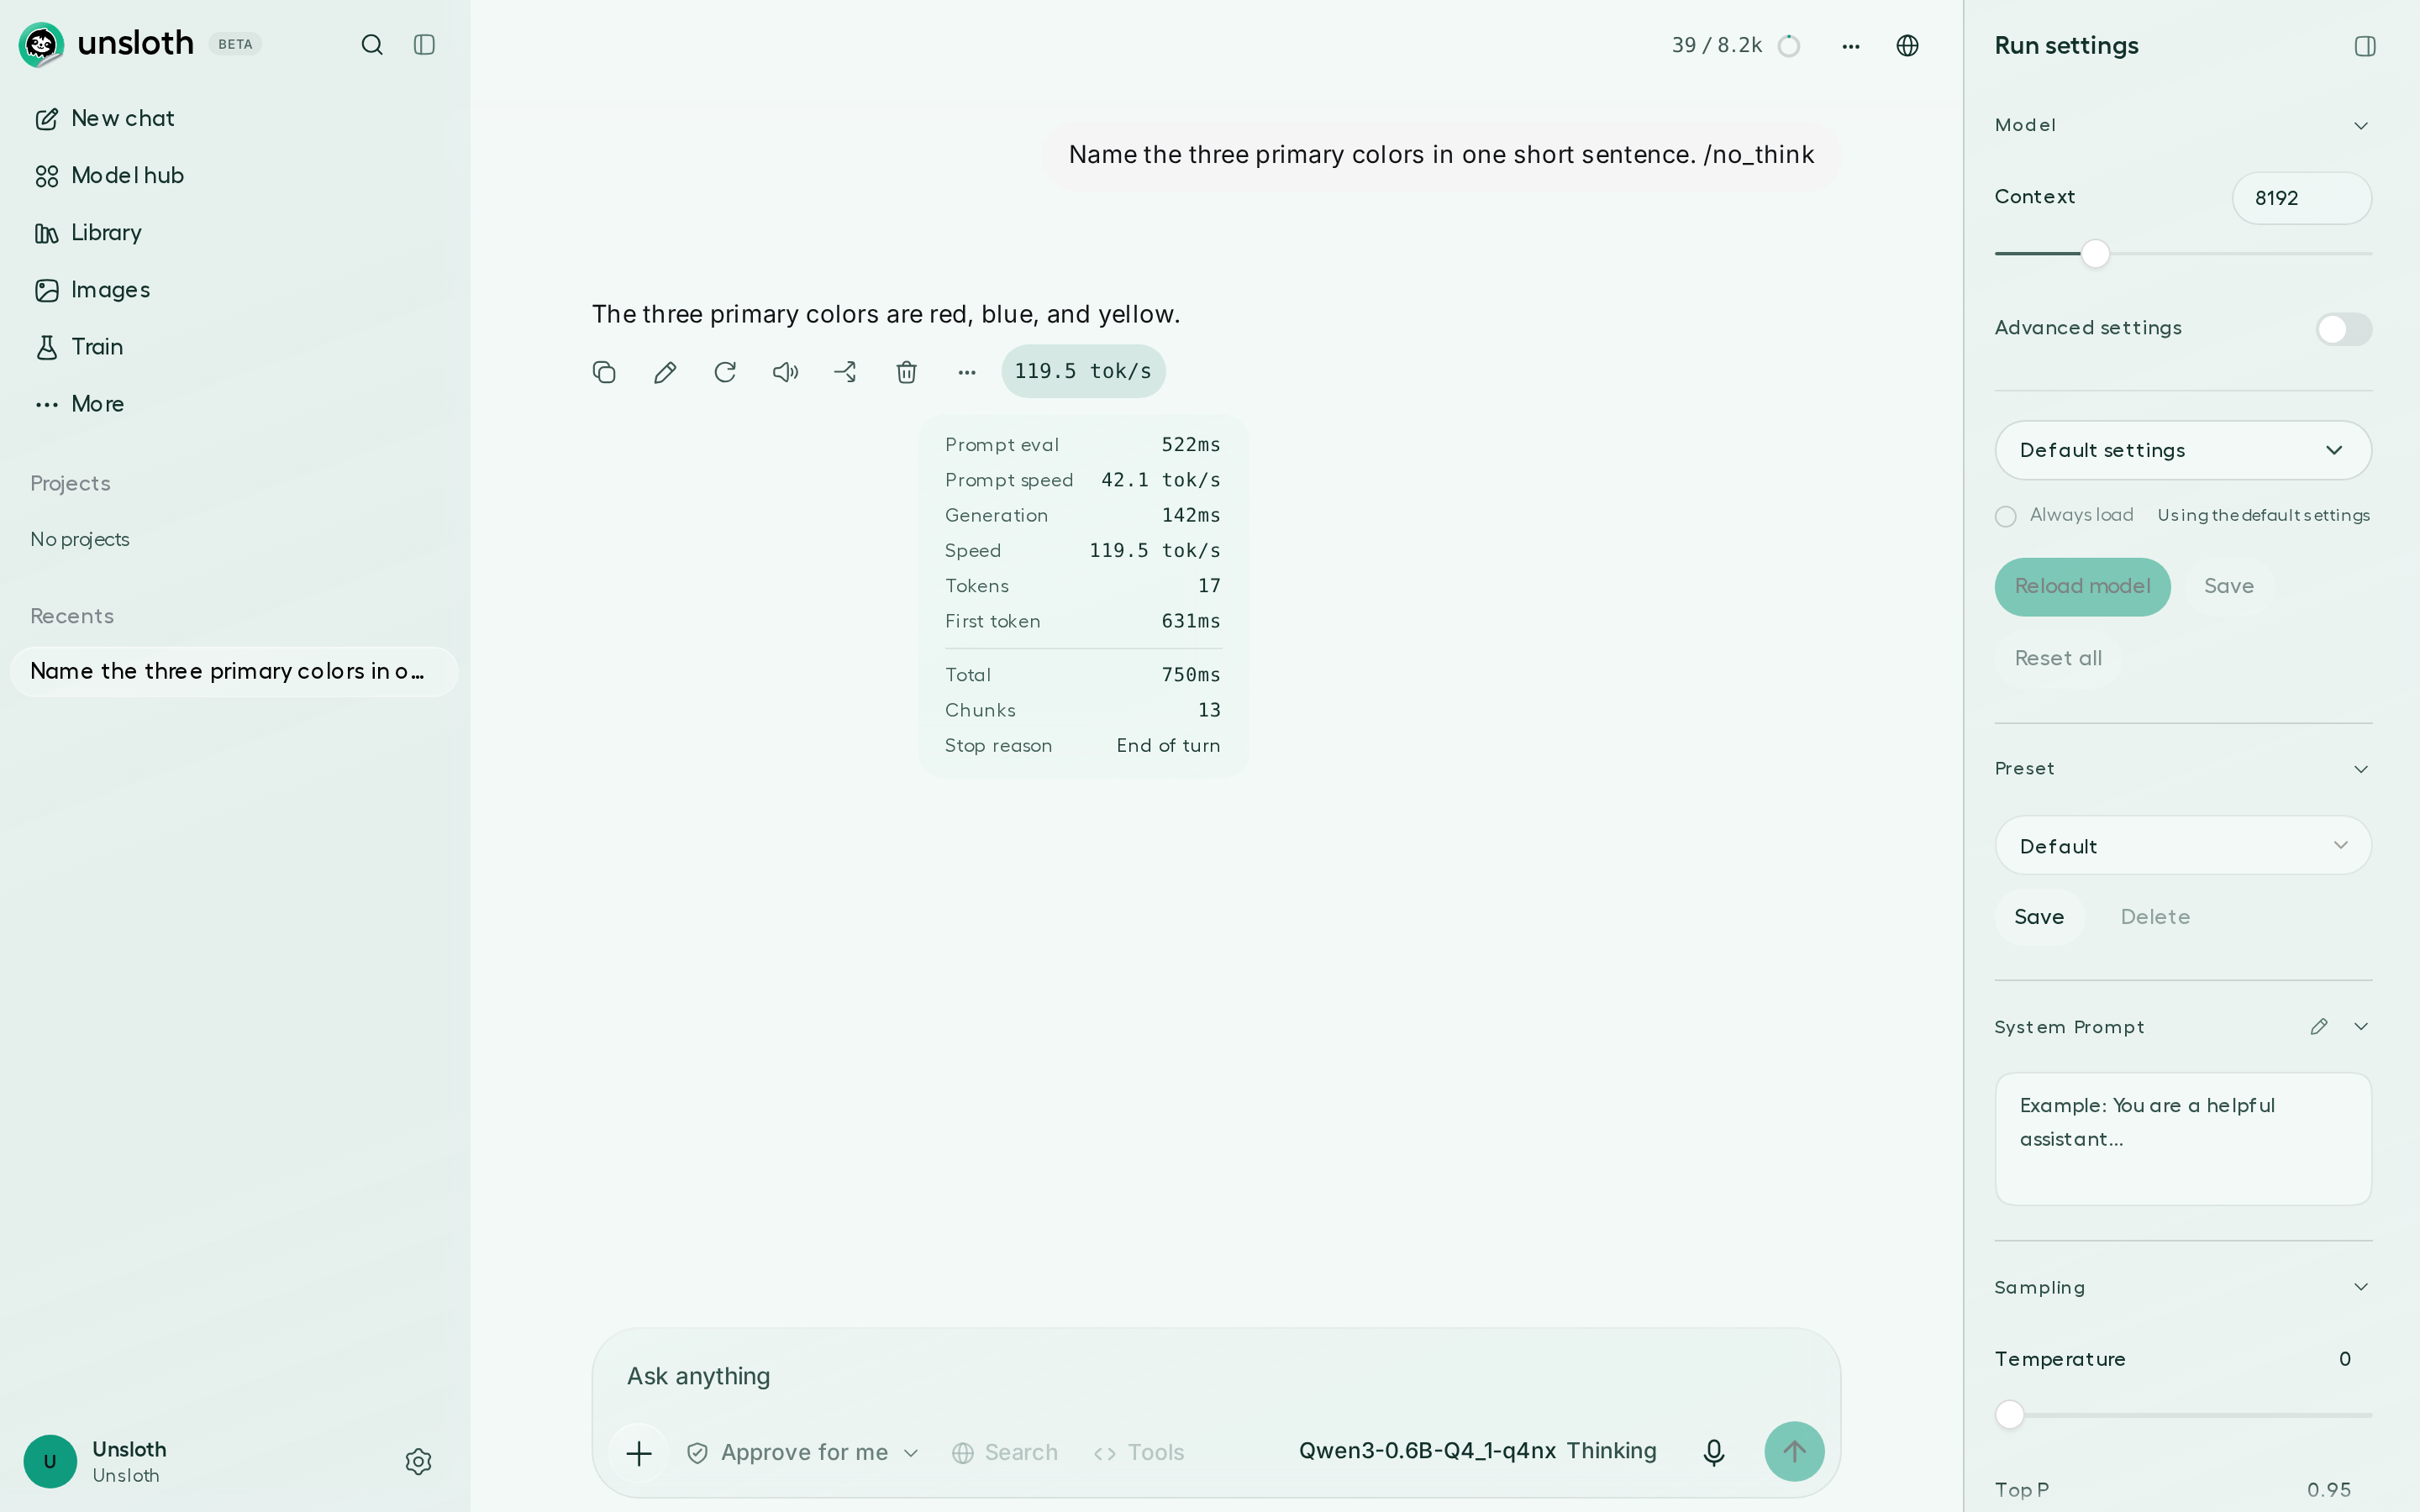 unsloth BETA
New chat
Model hub
Library
Images
Train
More
Projects
No projects
Recents
Name the three primary colors in o...
U
Unsloth
Unsloth
39 / 8.2k
Name the three primary colors in one short sentence. /no_think
The three primary colors are red, blue, and yellow.
119.5 tok/s
Prompt eval 522ms
Prompt speed 42.1 tok/s
Generation 142ms
Speed 119.5 tok/s
Tokens 17
First token 631ms
Total 750ms
Chunks 13
Stop reason End of turn
Ask anything
Approve for me Search Tools Qwen3-0.6B-Q4_1-q4nx Thinking
Run settings
Model
Context 8192
Advanced settings
Default settings
Always load Using the default settings
Reload model Save
Reset all
Preset
Default
Save Delete
System Prompt
Example: You are a helpful
assistant...
Sampling
Temperature 0
Top P 0.95